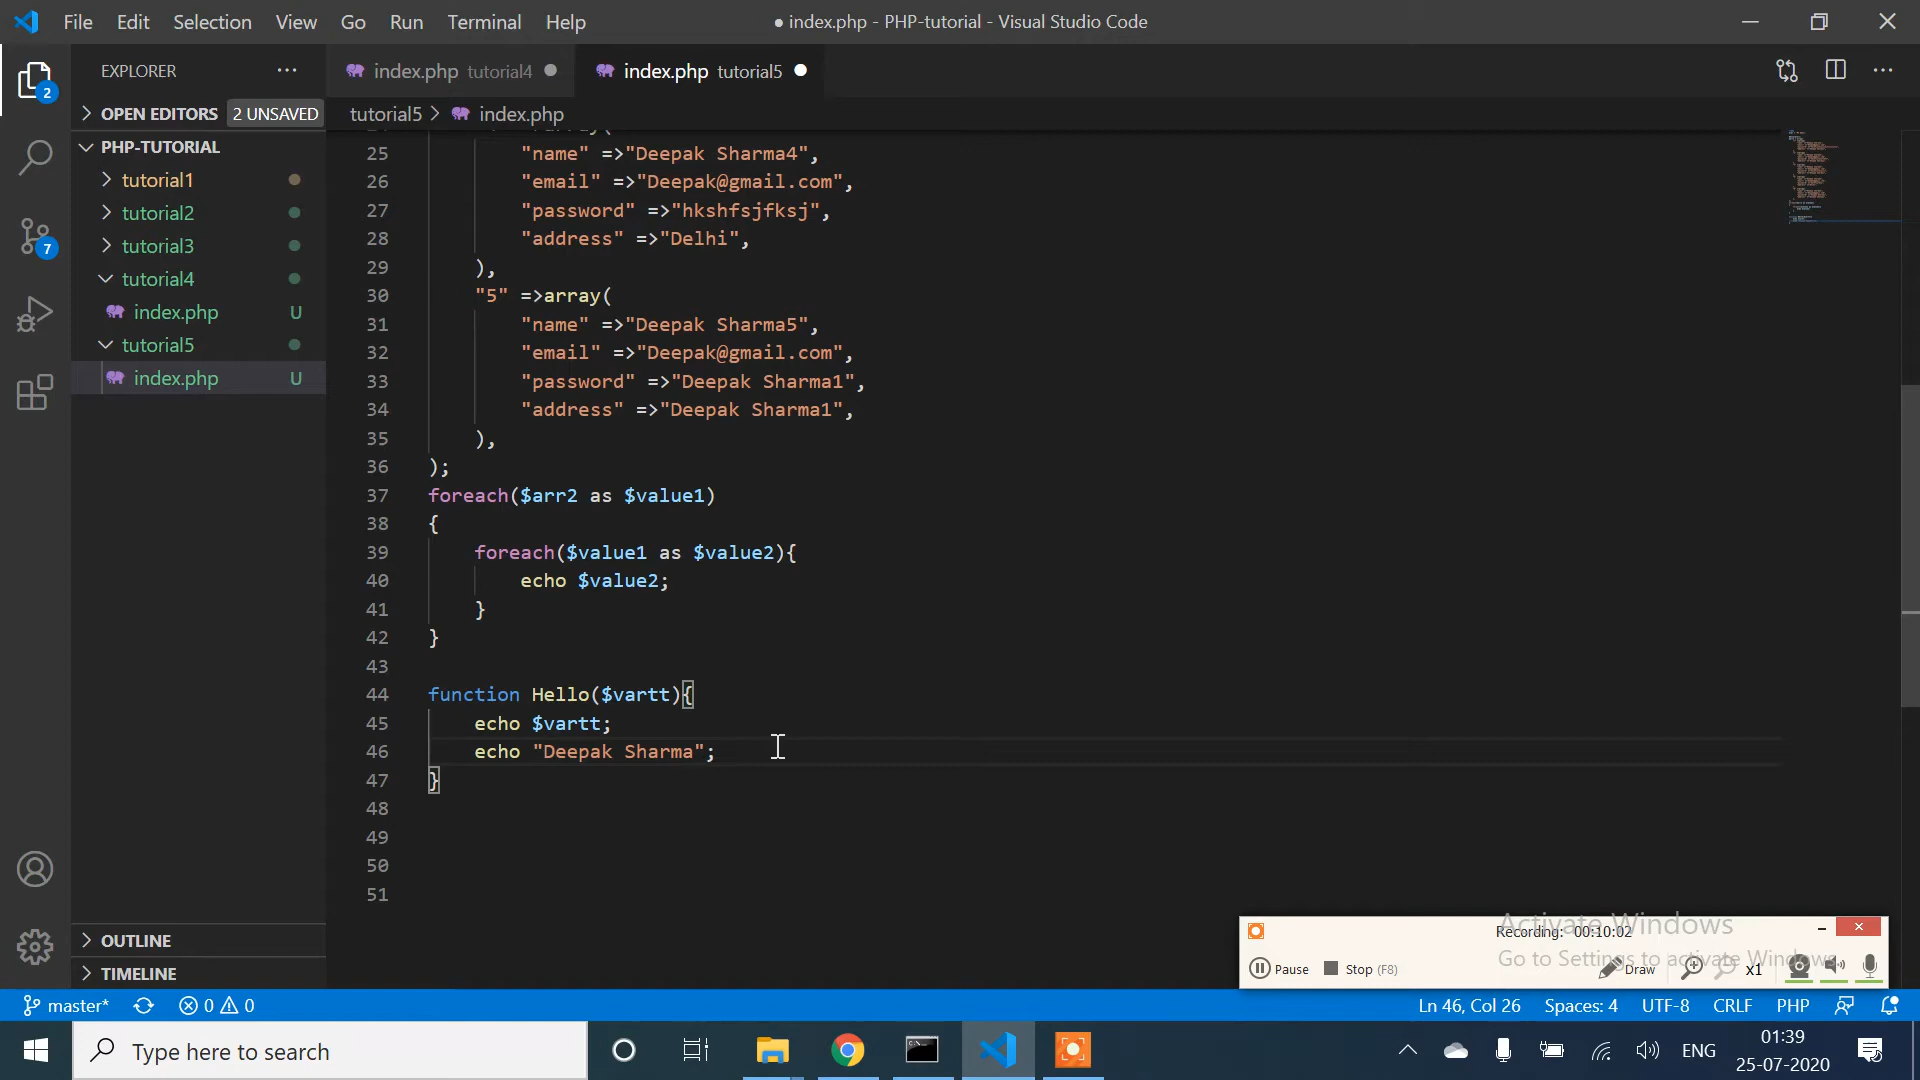 File Edit Selection View Go Run Terminal Help
● index.php - PHP-tutorial - Visual Studio Code
EXPLORER
index.php tutorial4
index.php tutorial5
OPEN EDITORS 2 UNSAVED
tutorial5 > index.php
PHP-TUTORIAL
tutorial1
tutorial2
tutorial3
tutorial4
index.php U
tutorial5
index.php U
25 "name" =>"Deepak Sharma4",
26 "email" =>"Deepak@gmail.com",
27 "password" =>"hkshfsjfksj",
28 "address" =>"Delhi",
29 ),
30 "5" =>array(
31 "name" =>"Deepak Sharma5",
32 "email" =>"Deepak@gmail.com",
33 "password" =>"Deepak Sharma1",
34 "address" =>"Deepak Sharma1",
35 ),
36 );
37 foreach($arr2 as $value1)
38 {
39 foreach($value1 as $value2){
40 echo $value2;
41 }
42 }
43
44 function Hello($vartt){
45 echo $vartt;
46 echo "Deepak Sharma";
47 }
48
49
50
51
OUTLINE
TIMELINE
Activate Windows
Go to Settings to activate Windows.
Recording: 00:10:02
Pause Stop (F8) Draw x1
2
7
master* 0 0
Ln 46, Col 26 Spaces: 4 UTF-8 CRLF PHP
Type here to search
ENG
01:39
25-07-2020